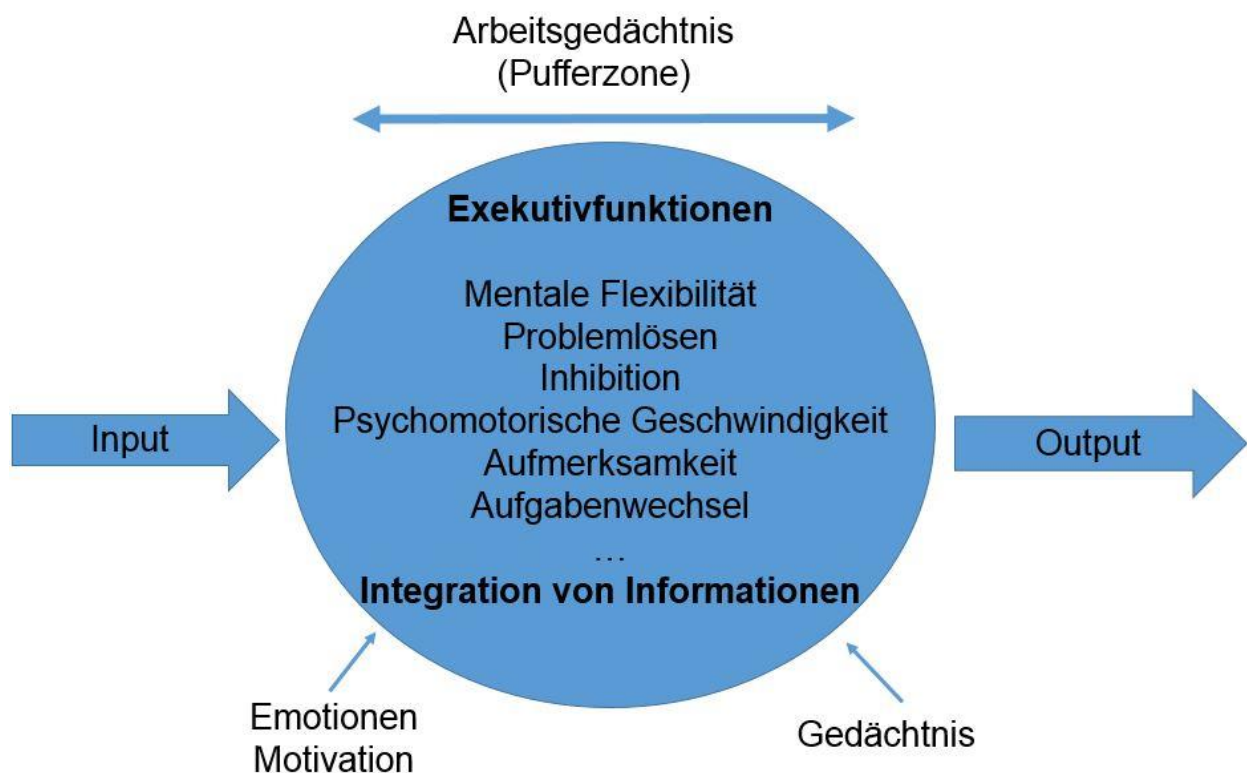 Arbeitsgedächtnis
(Pufferzone)
Exekutivfunktionen
Mentale Flexibilität
Problemlösen
Inhibition
Psychomotorische Geschwindigkeit
Aufmerksamkeit
Aufgabenwechsel
...
Integration von Informationen
Input
Output
Emotionen
Motivation
Gedächtnis